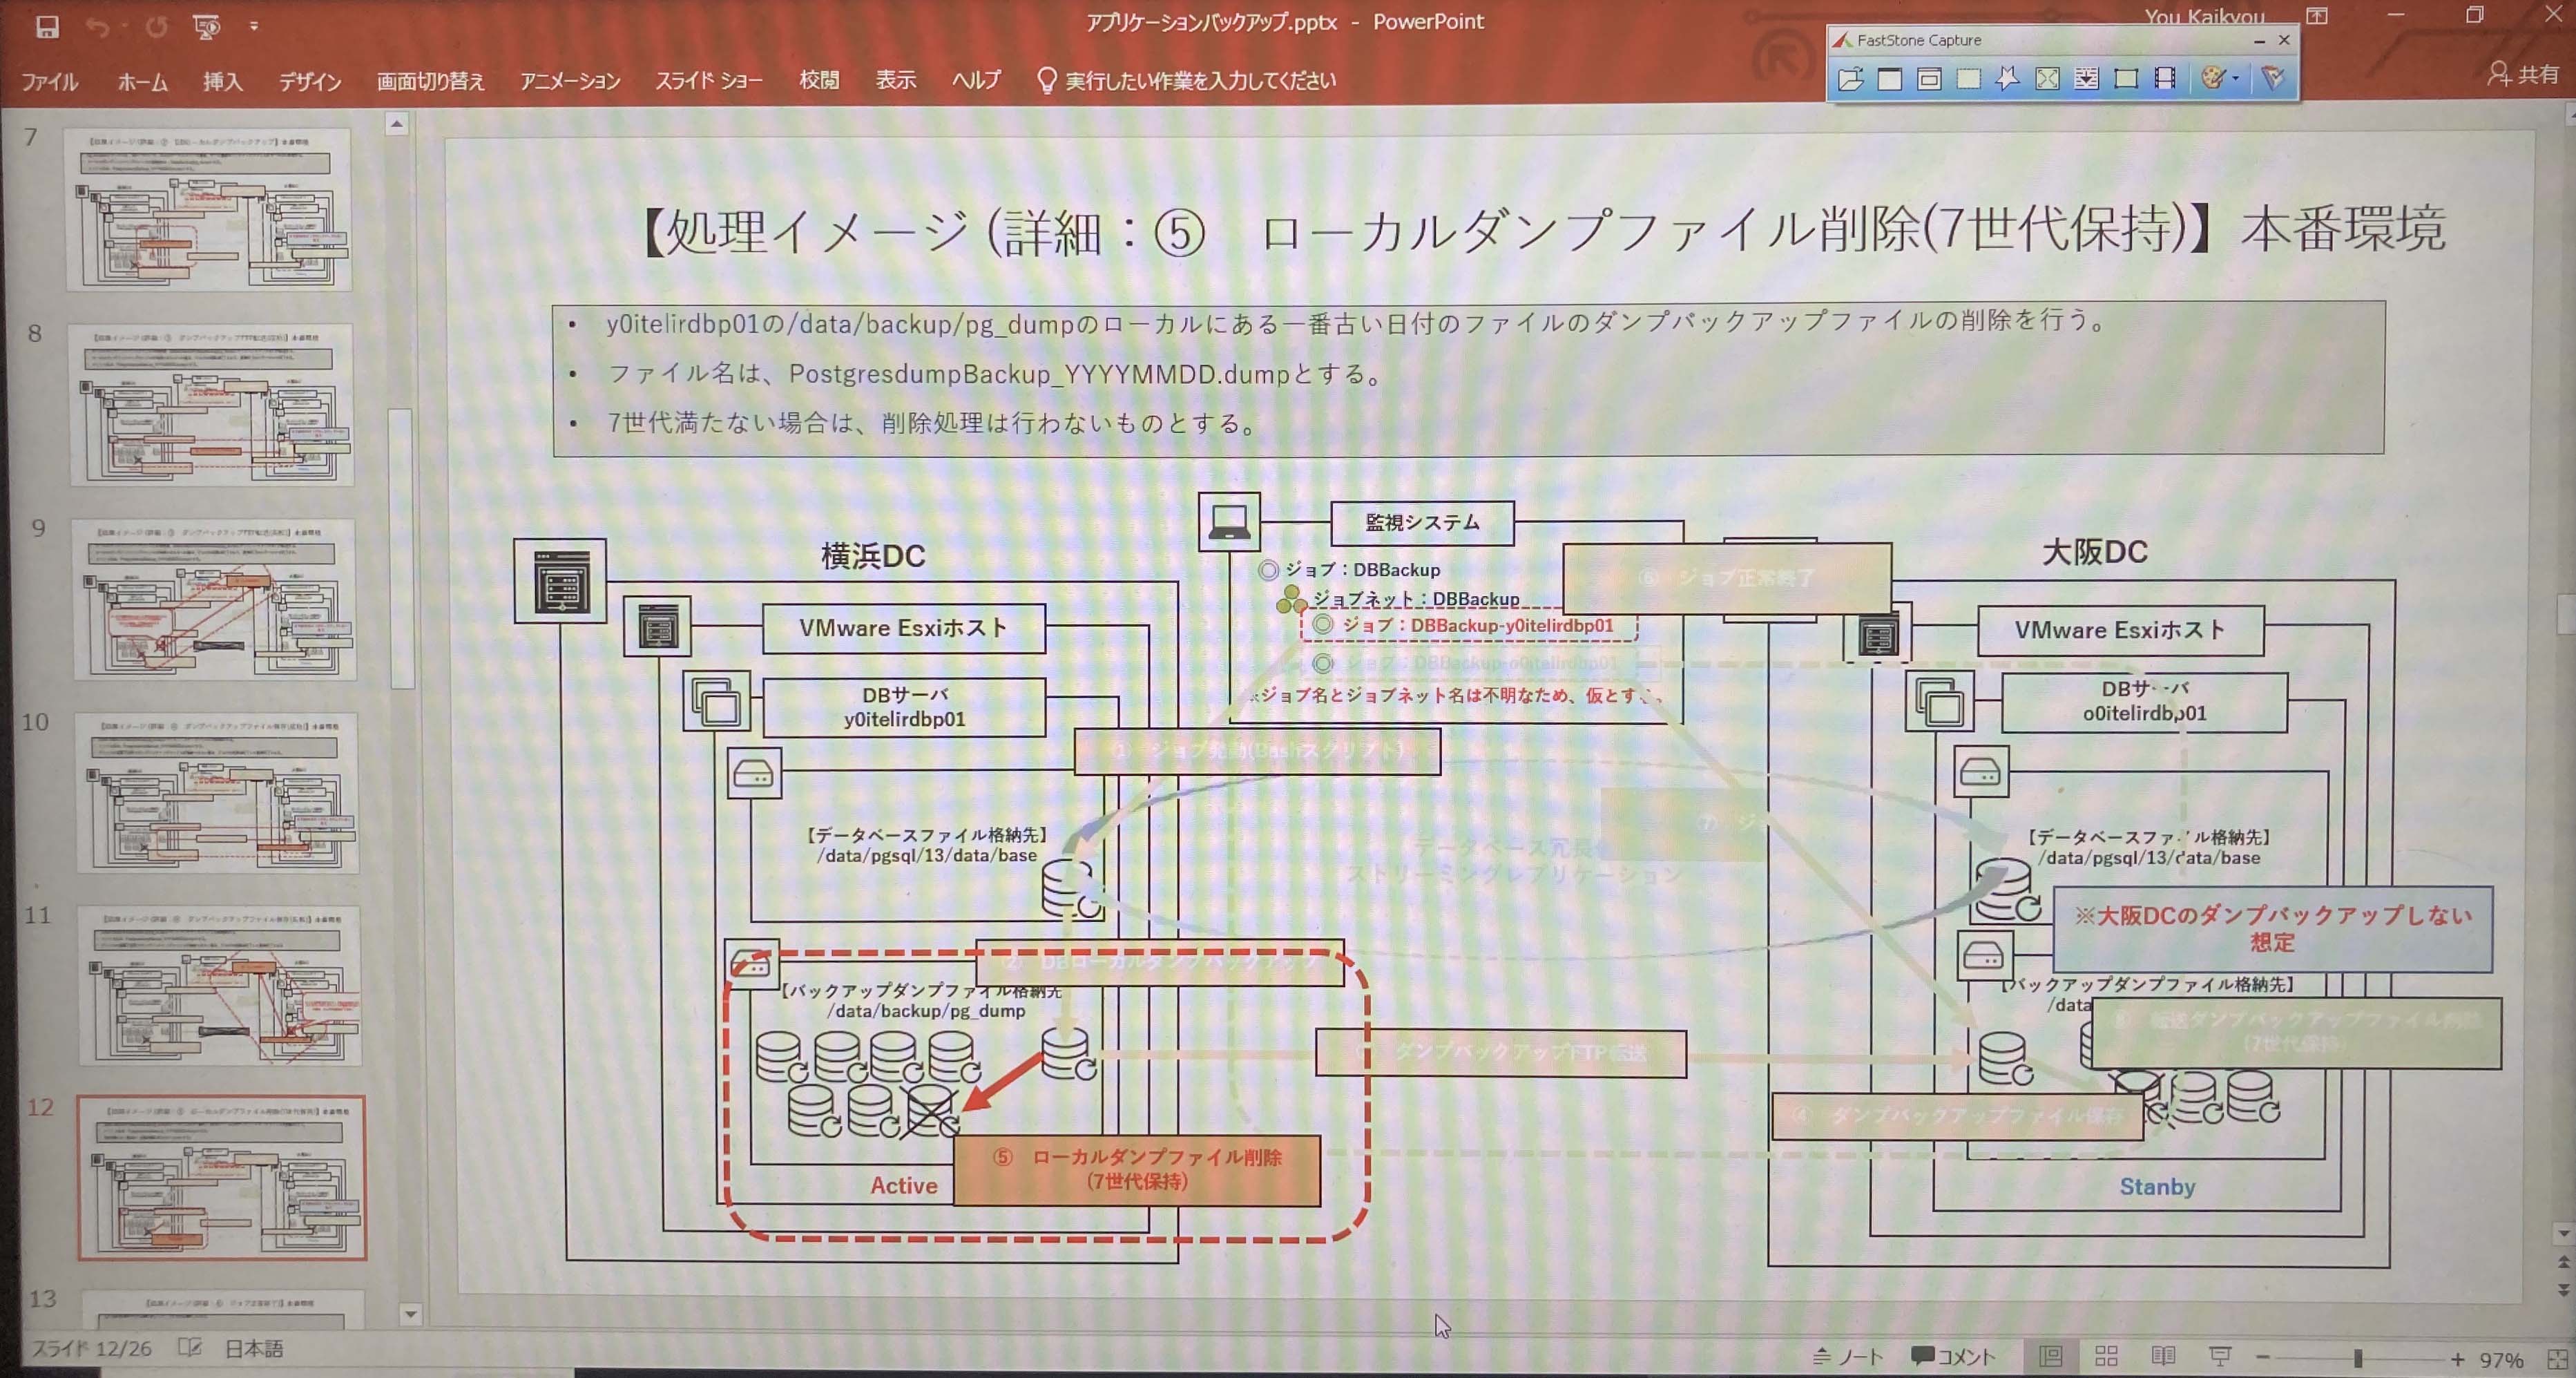 アプリケーションバックアップ.pptx - PowerPoint
You Kaikyou
FastStone Capture
ファイル ホーム 挿入 デザイン 画面切り替え アニメーション スライド ショー 校閲 表示 ヘルプ 実行したい作業を入力してください
共有
7
8
9
10
11
12
13
【処理イメージ (詳細：⑤　ローカルダンプファイル削除(7世代保持)】本番環境
• y0itelirdbp01の/data/backup/pg_dumpのローカルにある一番古い日付のファイルのダンプバックアップファイルの削除を行う。
• ファイル名は、PostgresdumpBackup_YYYYMMDD.dumpとする。
• 7世代満たない場合は、削除処理は行わないものとする。
監視システム
ジョブ：DBBackup
ジョブネット：DBBackup
ジョブ：DBBackup-y0itelirdbp01
ジョブ：DBBackup-o0itelirdbp01
※ジョブ名とジョブネット名は不明なため、仮とす
⑥　ジョブ正常終了
横浜DC
VMware Esxiホスト
DBサーバ
y0itelirdbp01
① ジョブ発動(Bashスクリプト)
【データベースファイル格納先】
/data/pgsql/13/data/base
② DBローカルダンプバックアップ
【バックアップダンプファイル格納先
/data/backup/pg_dump
Active
⑤　ローカルダンプファイル削除
(7世代保持)
データベース冗長
ストリーミングレプリケーション
⑦ ジョ
ダンプバックアップFTP転送
④ ダンプバックアップファイル保存
大阪DC
VMware Esxiホスト
DBサーバ
o0itelirdbp01
【データベースファイル格納先】
/data/pgsql/13/data/base
※大阪DCのダンプバックアップしない
想定
【バックアップダンプファイル格納先】
/data
転送ダンプバックアップファイル削除
(7世代保持)
Stanby
スライド 12/26 日本語
ノート コメント 97%